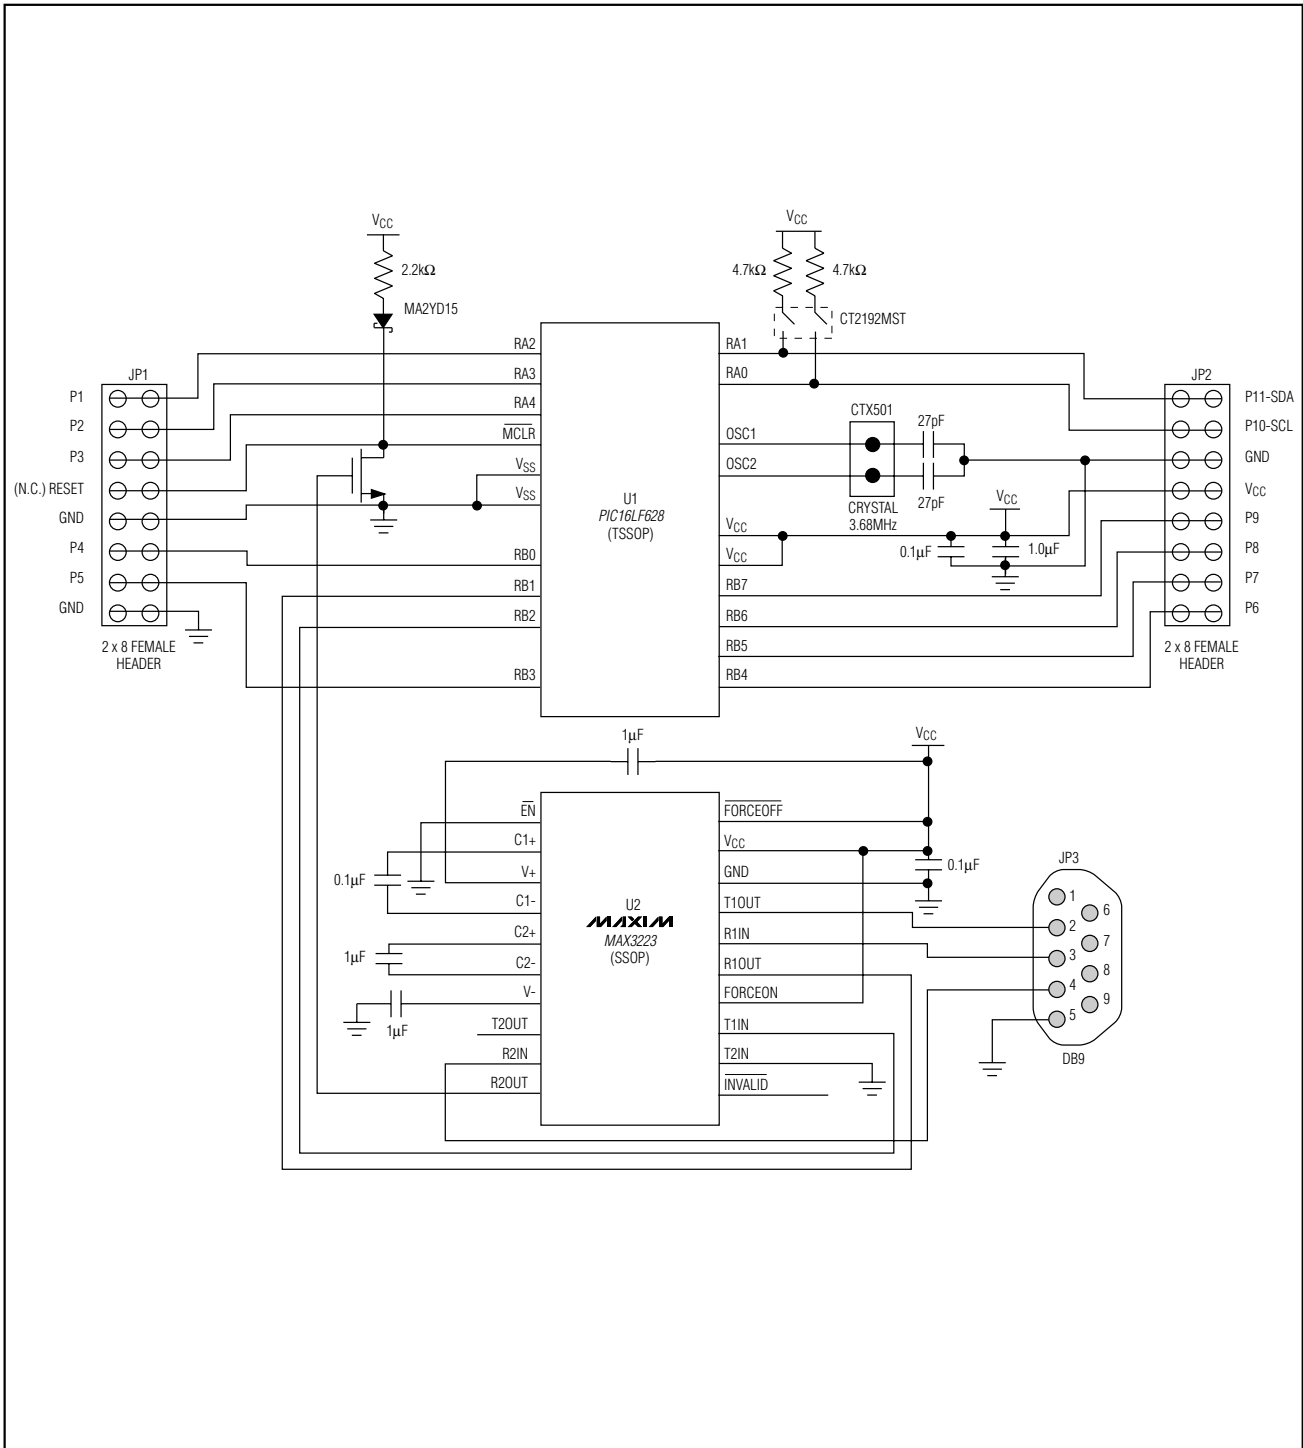 VCC
2.2kΩ
MA2YD15
VCC
4.7kΩ
4.7kΩ
CT2192MST
JP1
P1
P2
P3
(N.C.) RESET
GND
P4
P5
GND
2 x 8 FEMALE
HEADER
RA2
RA3
RA4
MCLR
VSS
VSS
RB0
RB1
RB2
RB3
U1
PIC16LF628
(TSSOP)
RA1
RA0
OSC1
OSC2
VCC
VCC
RB7
RB6
RB5
RB4
CTX501
CRYSTAL
3.68MHz
27pF
27pF
VCC
0.1µF
1.0µF
JP2
P11-SDA
P10-SCL
GND
VCC
P9
P8
P7
P6
2 x 8 FEMALE
HEADER
1µF
VCC
EN
C1+
V+
C1-
C2+
C2-
V-
T2OUT
R2IN
R2OUT
0.1µF
1µF
1µF
U2
MAXIM
MAX3223
(SSOP)
FORCEOFF
VCC
GND
T1OUT
R1IN
R1OUT
FORCEON
T1IN
T2IN
INVALID
0.1µF
JP3
1
6
2
7
3
8
4
9
5
DB9